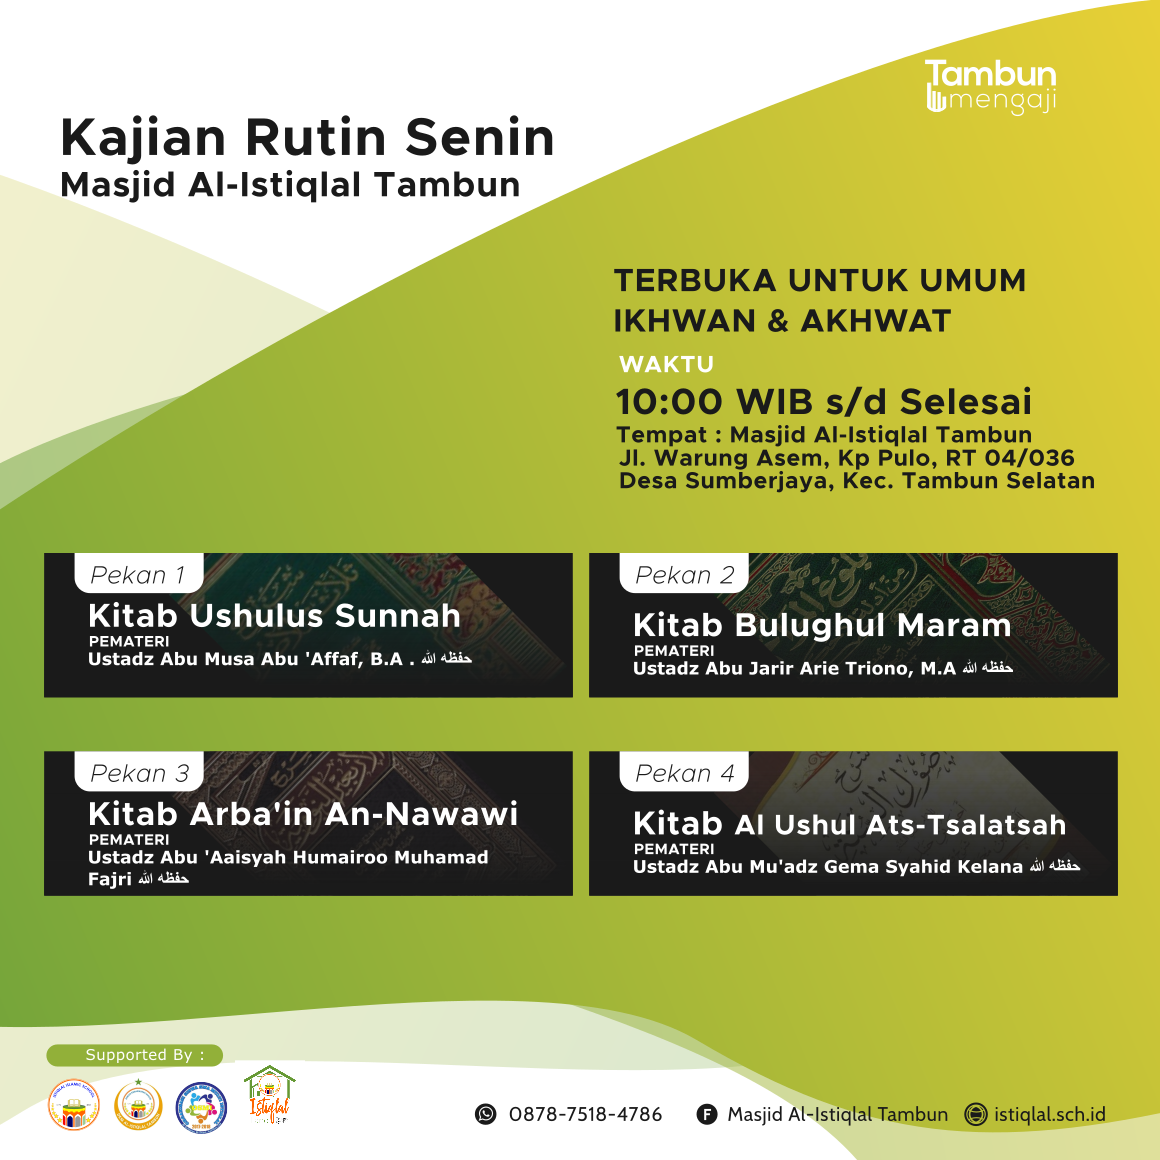 Tambun
mengaji
Kajian Rutin Senin
Masjid Al-Istiqlal Tambun
TERBUKA UNTUK UMUM
IKHWAN & AKHWAT
WAKTU
10:00 WIB s/d Selesai
Tempat : Masjid Al-Istiqlal Tambun
Jl. Warung Asem, Kp Pulo, RT 04/036
Desa Sumberjaya, Kec. Tambun Selatan
Pekan 1
Kitab Ushulus Sunnah
PEMATERI
Ustadz Abu Musa Abu 'Affaf, B.A . حفظه الله
Pekan 2
Kitab Bulughul Maram
PEMATERI
Ustadz Abu Jarir Arie Triono, M.A حفظه الله
Pekan 3
Kitab Arba'in An-Nawawi
PEMATERI
Ustadz Abu 'Aaisyah Humairoo Muhamad
Fajri حفظه الله
Pekan 4
Kitab Al Ushul Ats-Tsalatsah
PEMATERI
Ustadz Abu Mu'adz Gema Syahid Kelana حفظه الله
Supported By :
Istiqlal
0878-7518-4786
Masjid Al-Istiqlal Tambun
istiqlal.sch.id